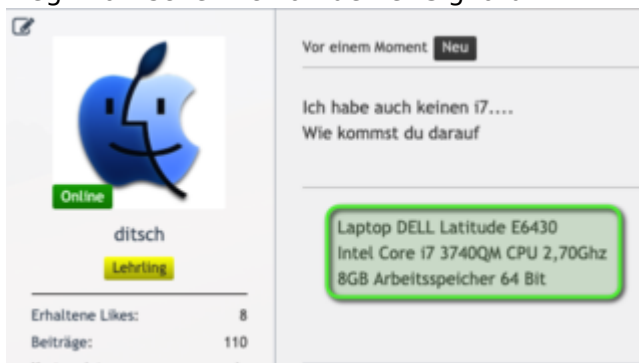 Vor einem Moment Neu
Ich habe auch keinen i7....
Wie kommst du darauf
Online
ditsch
Lehrling
Erhaltene Likes: 8
Beiträge: 110
Laptop DELL Latitude E6430
Intel Core i7 3740QM CPU 2,70Ghz
8GB Arbeitsspeicher 64 Bit